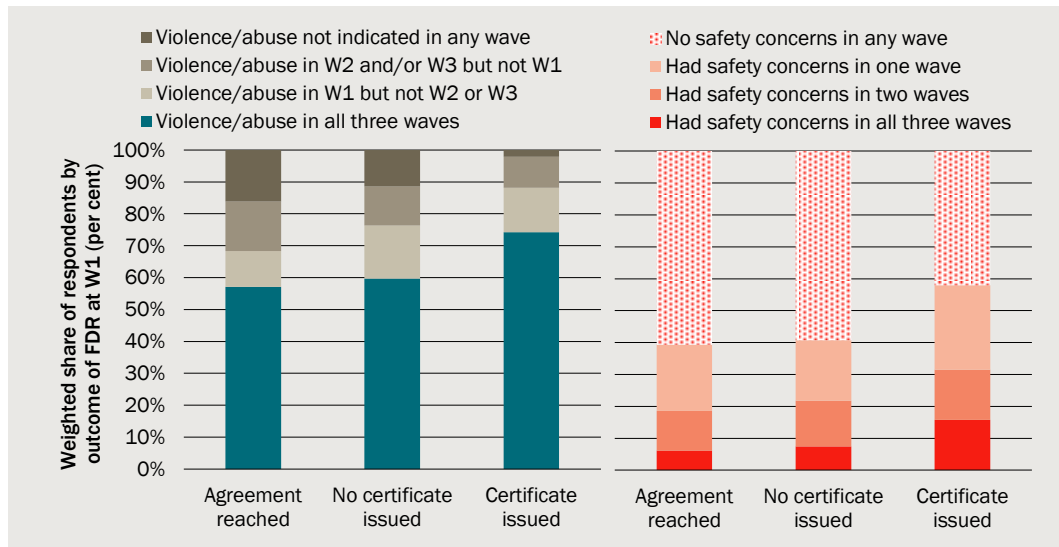 Violence/abuse not indicated in any wave
Violence/abuse in W2 and/or W3 but not W1
Violence/abuse in W1 but not W2 or W3
Violence/abuse in all three waves
No safety concerns in any wave
Had safety concerns in one wave
Had safety concerns in two waves
Had safety concerns in all three waves
Weighted share of respondents by
outcome of FDR at W1 (per cent)
100%
90%
80%
70%
60%
50%
40%
30%
20%
10%
0%
Agreement
reached
No certificate
issued
Certificate
issued
Agreement
reached
No certificate
issued
Certificate
issued